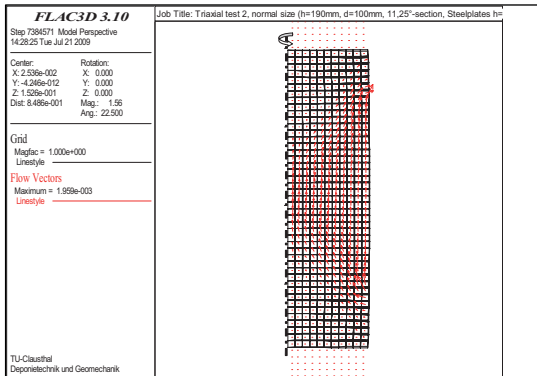 FLAC3D 3.10
Job Title: Triaxial test 2, normal size (h=190mm, d=100mm, 11,25°-section, Steelplates h=
Step 7384571 Model Perspective
14:28:25 Tue Jul 21 2009
Center: Rotation:
X: 2.536e-002 X: 0.000
Y: -4.246e-012 Y: 0.000
Z: 1.526e-001 Z: 0.000
Dist: 8.486e-001 Mag.: 1.56
Ang.: 22.500
Grid
Magfac = 1.000e+000
Linestyle
Flow Vectors
Maximum = 1.959e-003
Linestyle
TU-Clausthal
Deponietechnik und Geomechanik